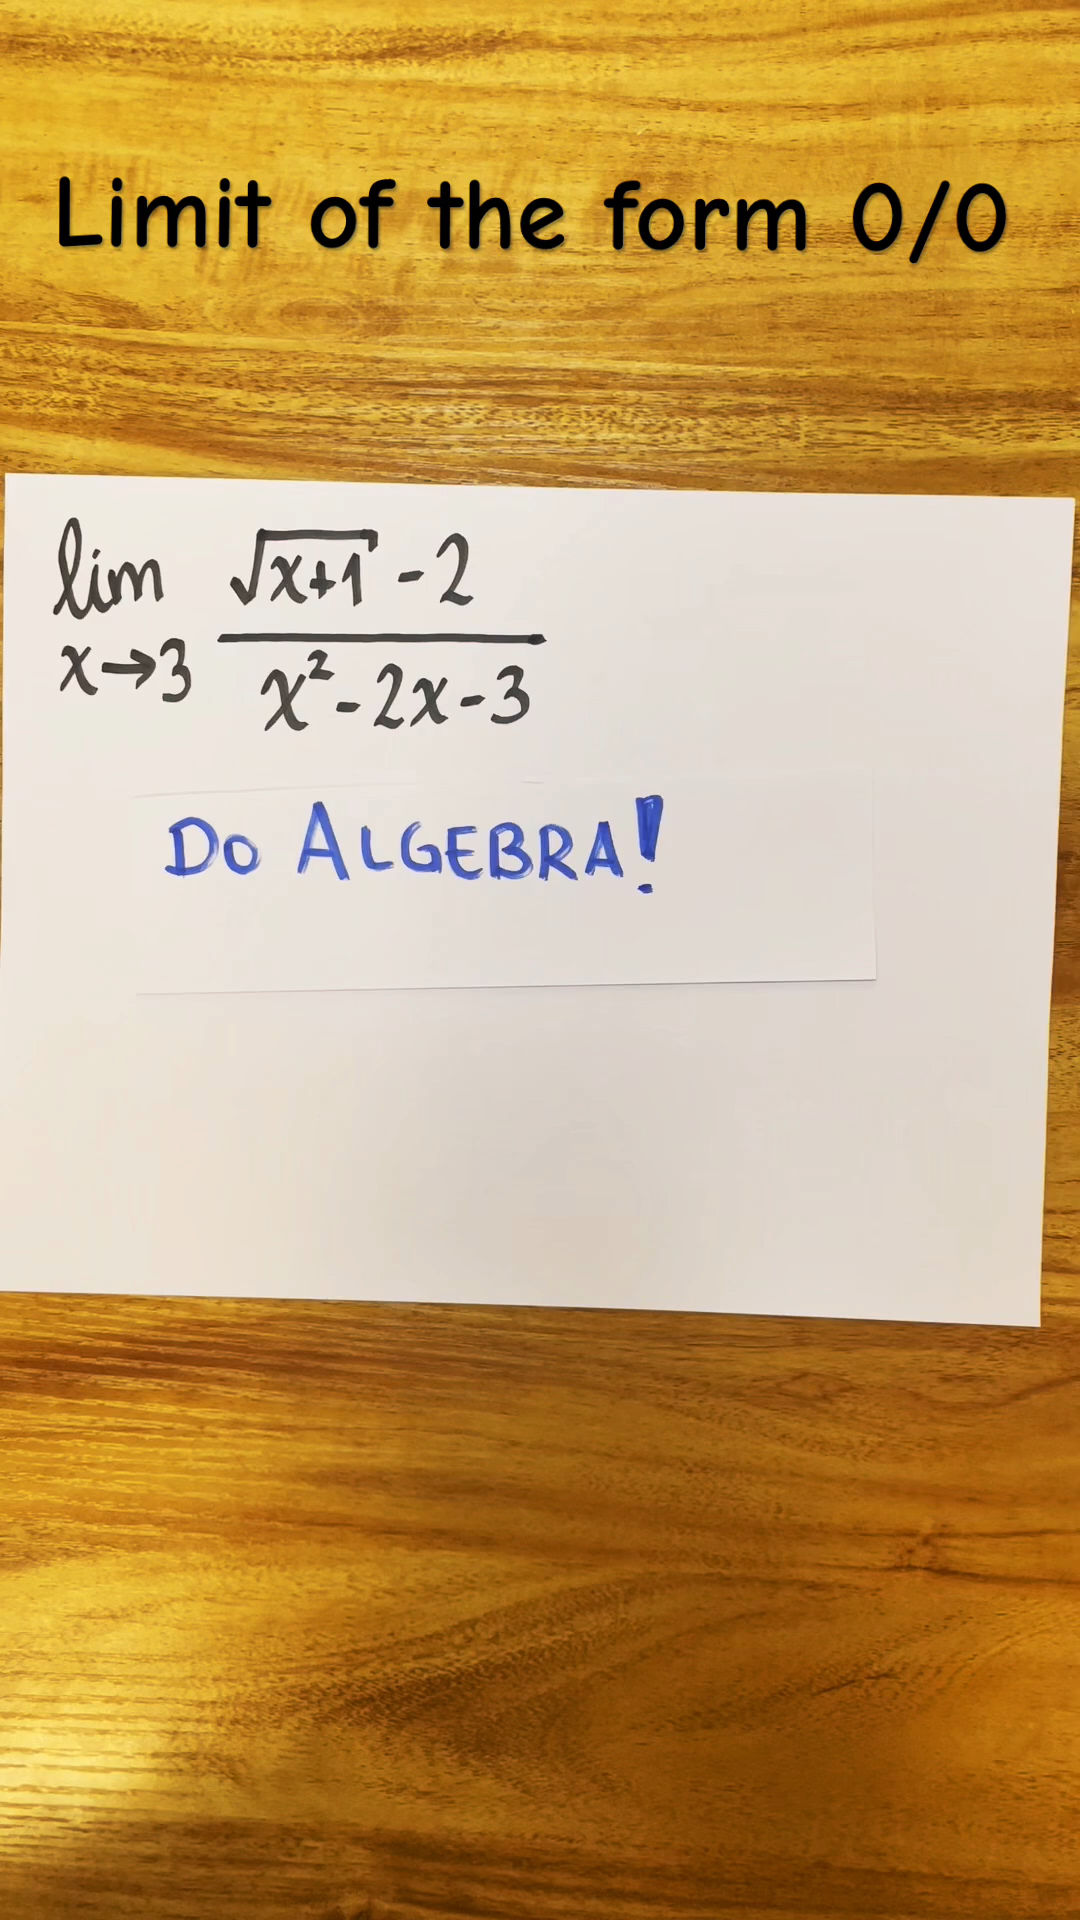 Limit of the form 0/0
lim √x+1 - 2
x→3 x² - 2x - 3
DO ALGEBRA!